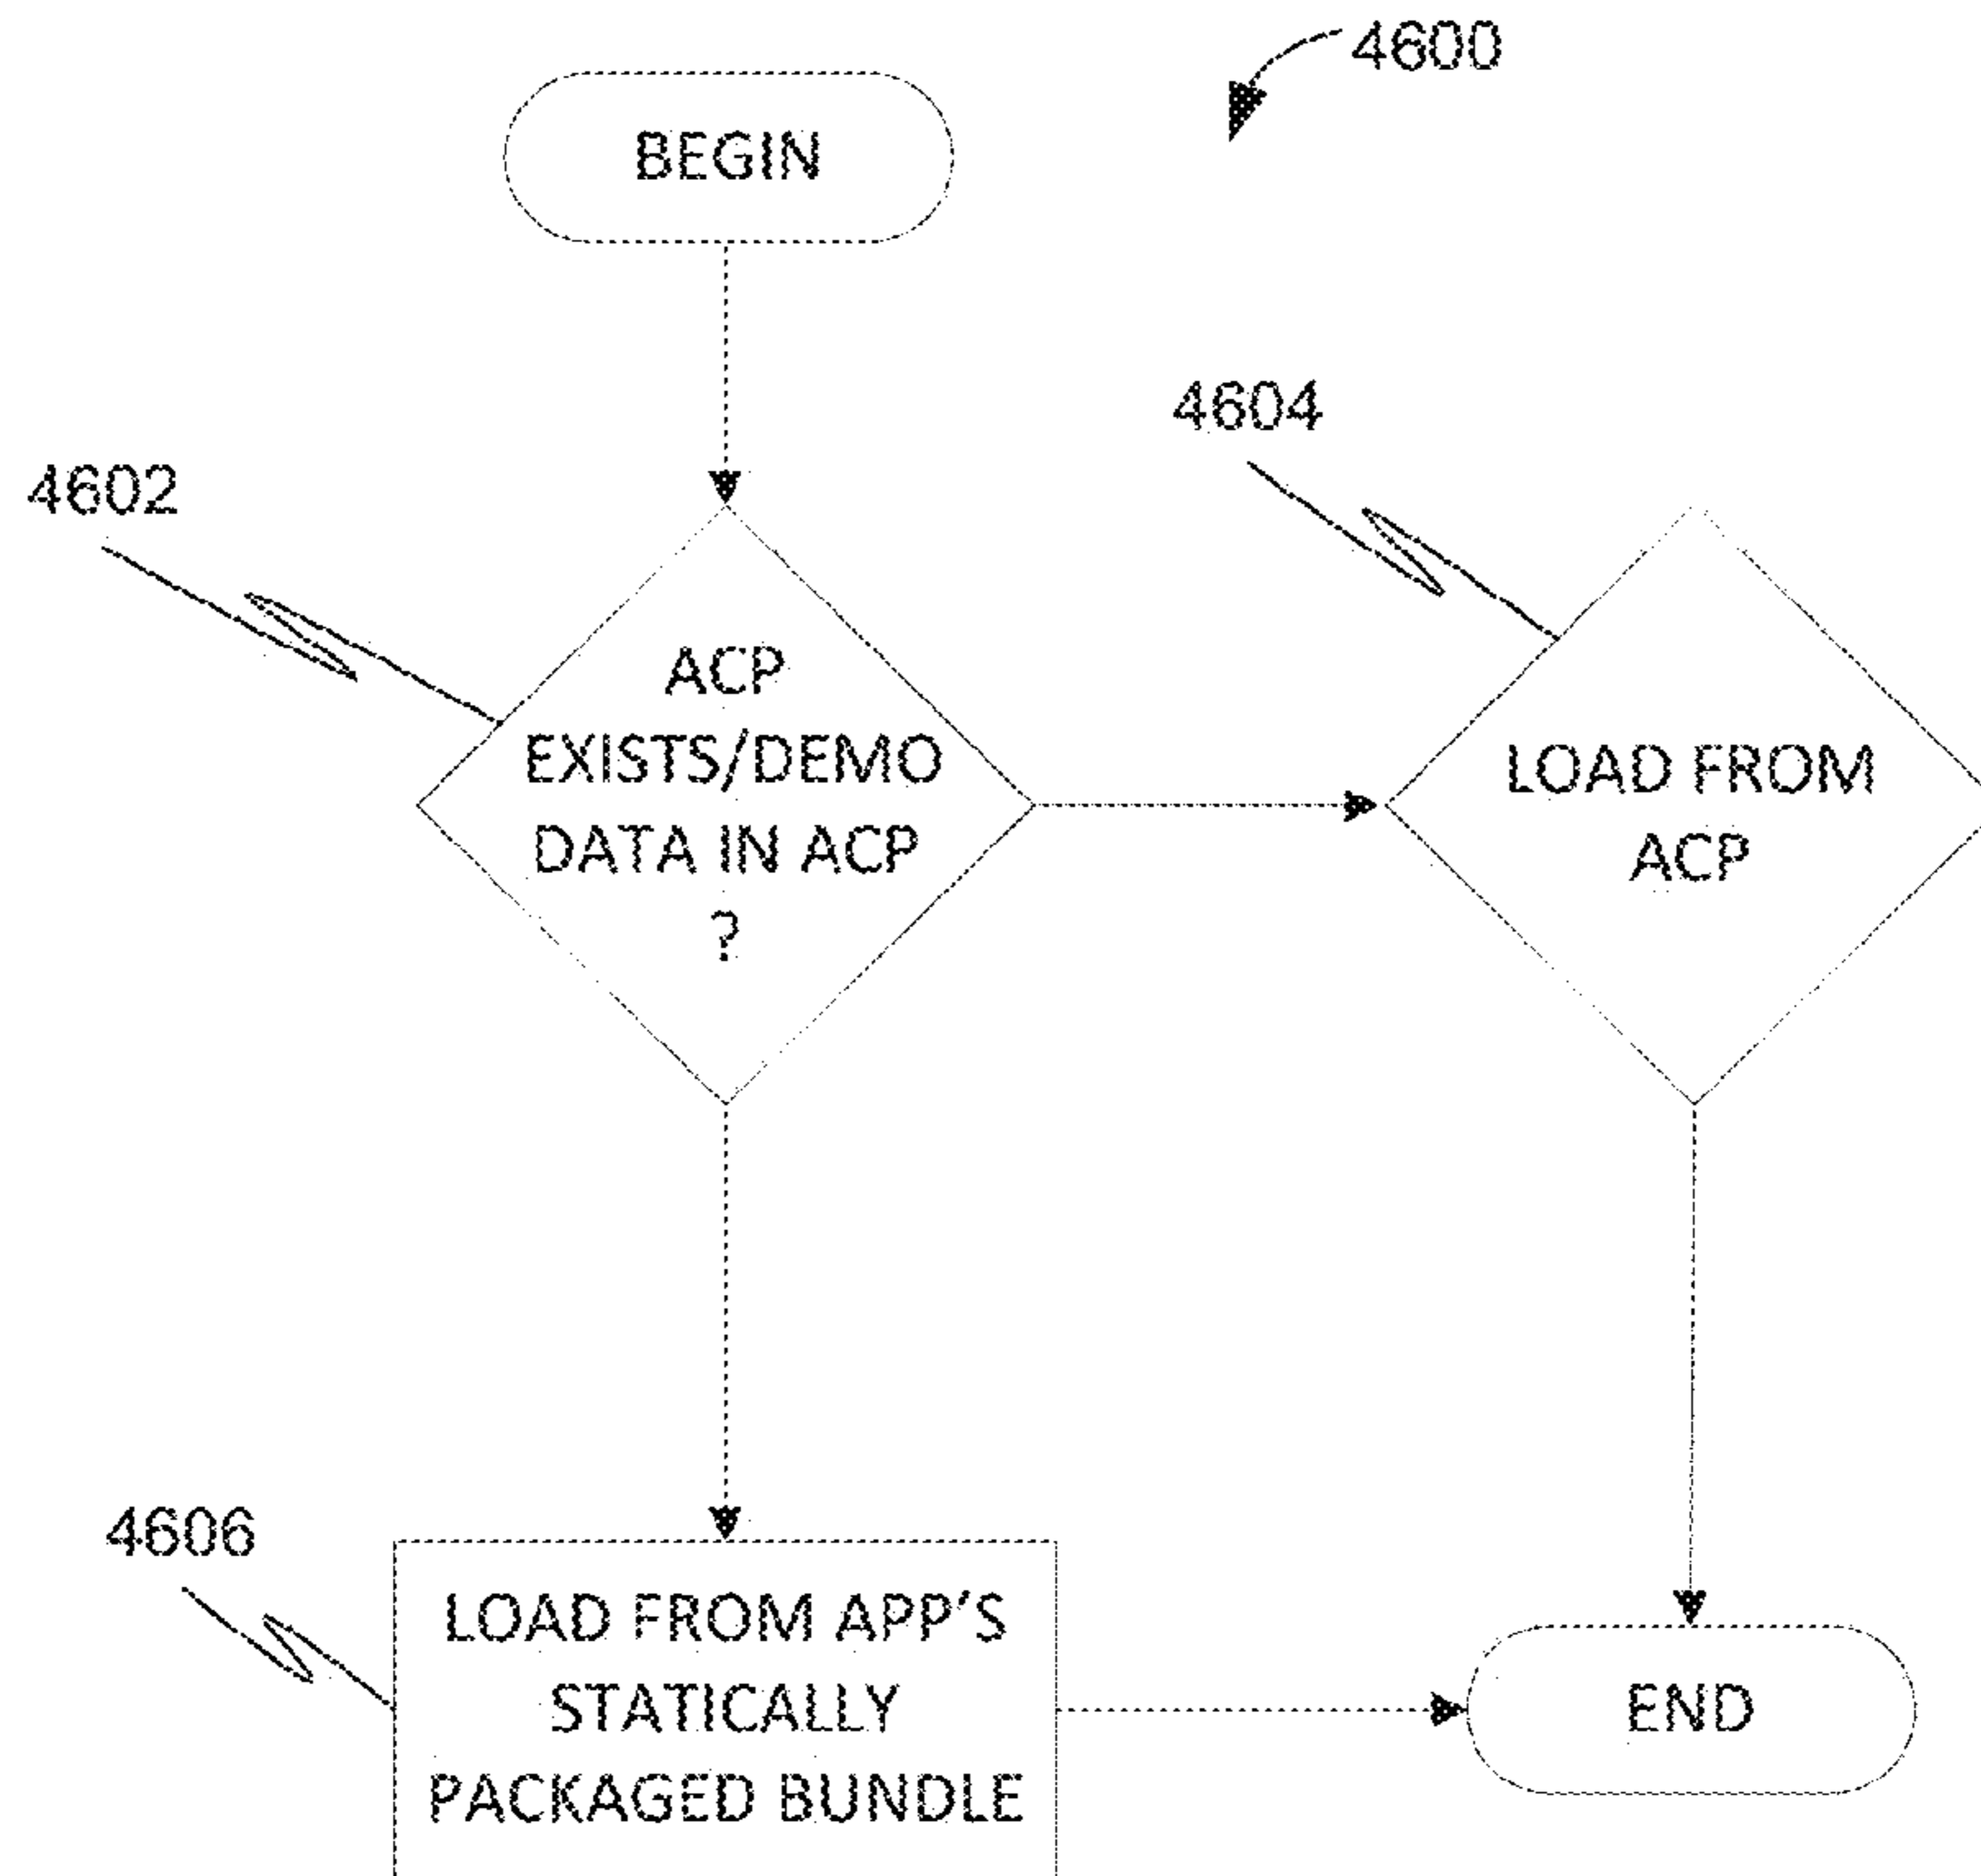 4600
BEGIN
4604
4602
ACP
EXISTS/DEMO
DATA IN ACP
?
LOAD FROM
ACP
4606
LOAD FROM APP'S
STATICALLY
PACKAGED BUNDLE
END